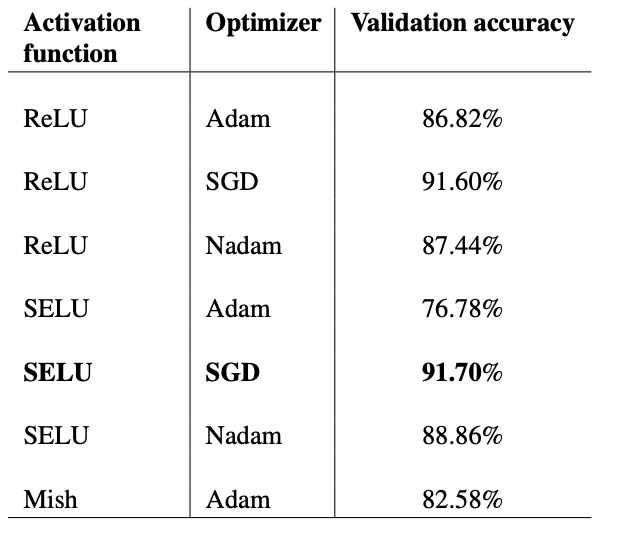 Activation function Optimizer Validation accuracy
ReLU Adam 86.82%
ReLU SGD 91.60%
ReLU Nadam 87.44%
SELU Adam 76.78%
SELU SGD 91.70%
SELU Nadam 88.86%
Mish Adam 82.58%